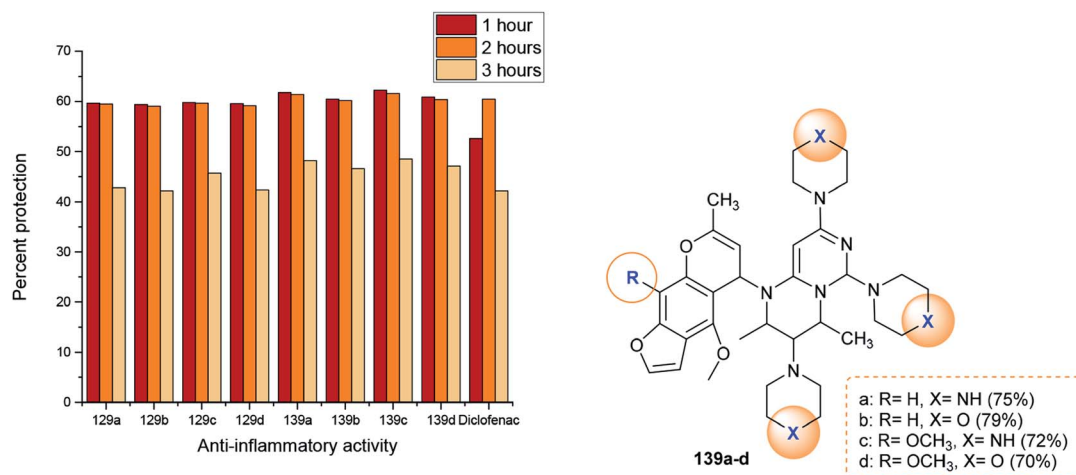 1 hour
2 hours
3 hours
70
60
50
40
30
20
10
0
Percent protection
129a 129b 129c 129d 139a 139b 139c 139d Diclofenac
Anti-inflammatory activity
X
N
CH₃
O
N
R
N
N
N
X
O
O
CH₃
N
X
139a-d
a: R= H, X= NH (75%)
b: R= H, X= O (79%)
c: R= OCH₃, X= NH (72%)
d: R= OCH₃, X= O (70%)